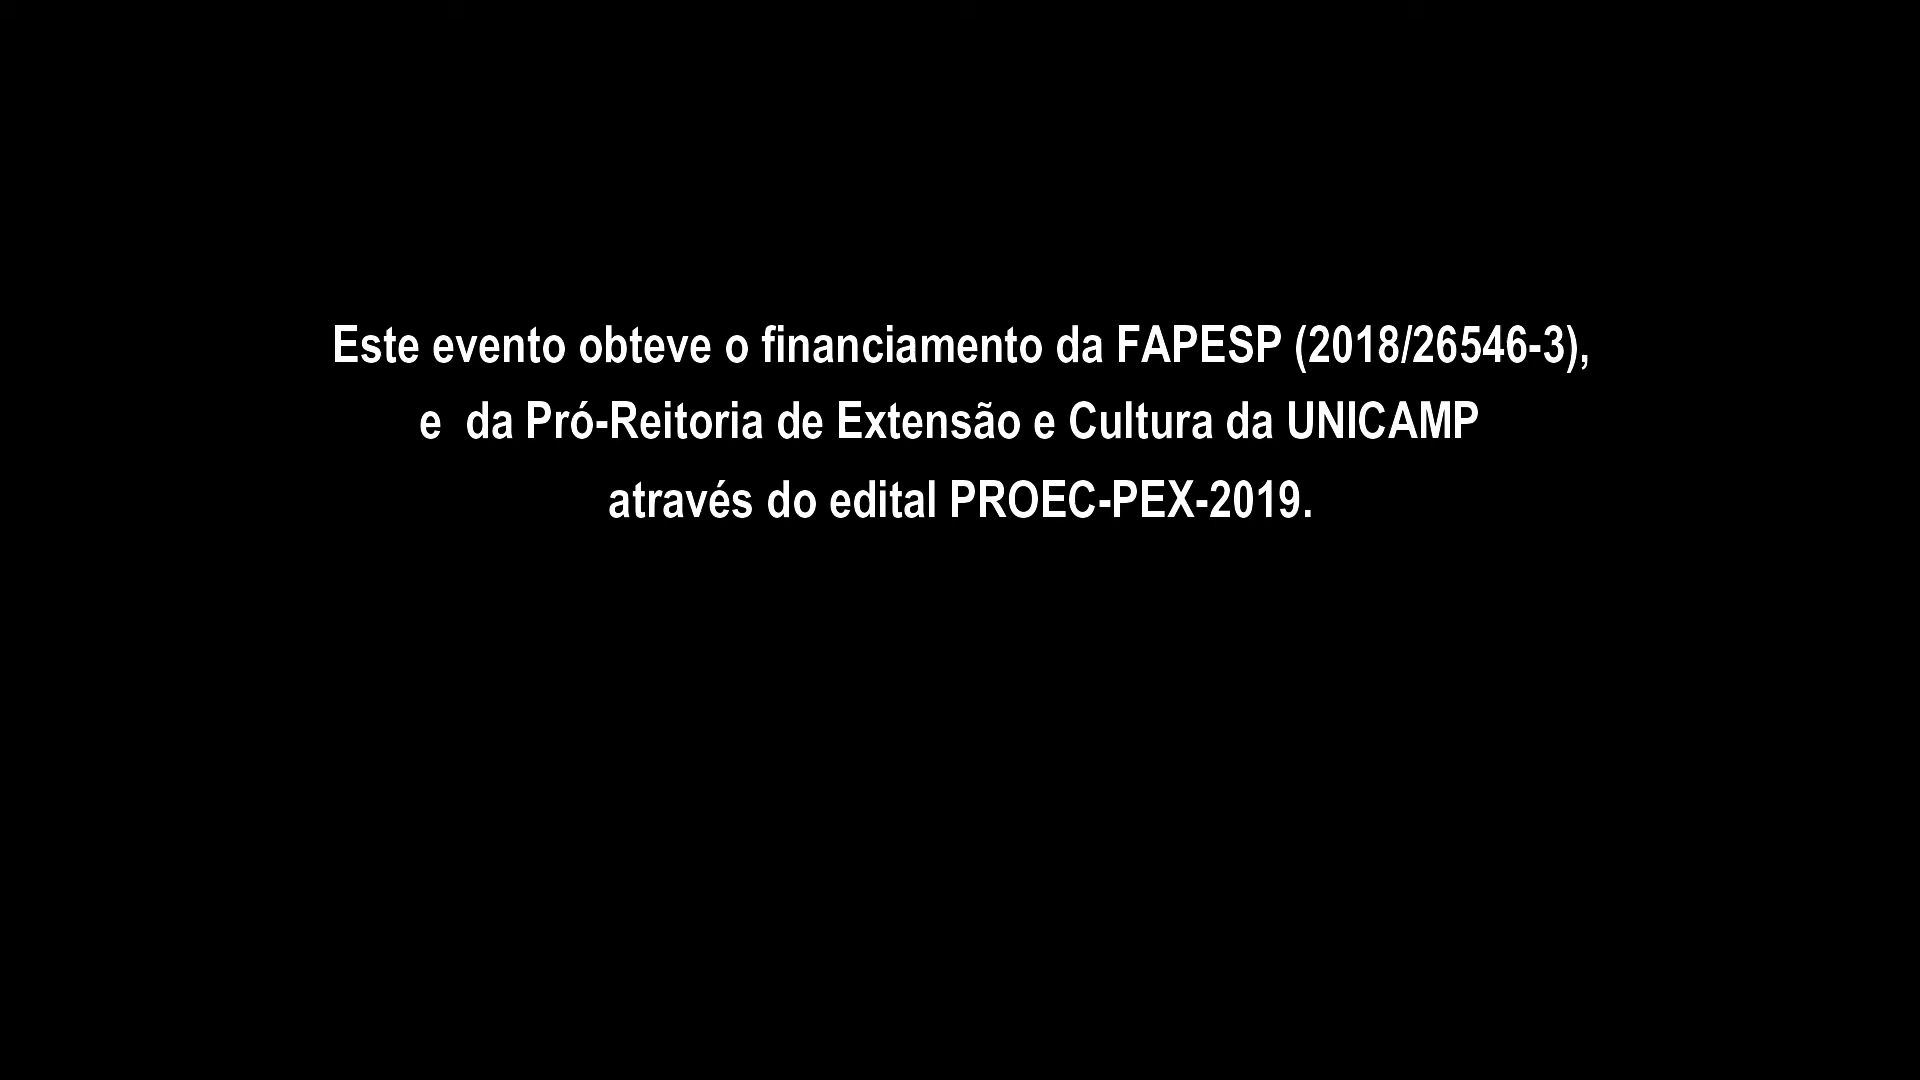 Este evento obteve o financiamento da FAPESP (2018/26546-3),
e  da Pró-Reitoria de Extensão e Cultura da UNICAMP
através do edital PROEC-PEX-2019.